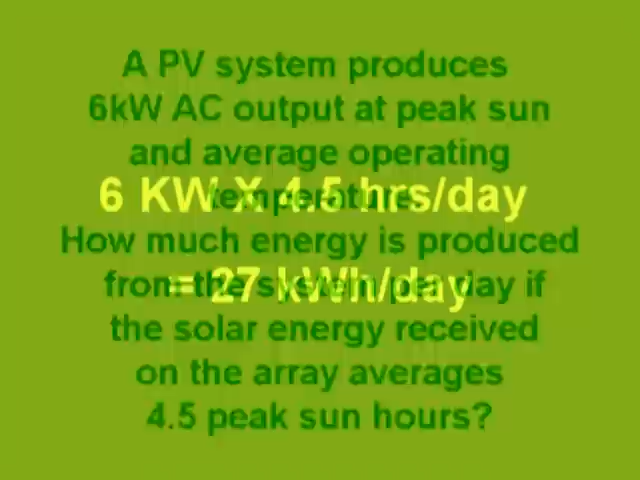 A PV system produces
6kW AC output at peak sun
and average operating
temperature.
6 KW X 4.5 hrs/day
How much energy is produced
from the system per day if
= 27 kWh/day
the solar energy received
on the array averages
4.5 peak sun hours?